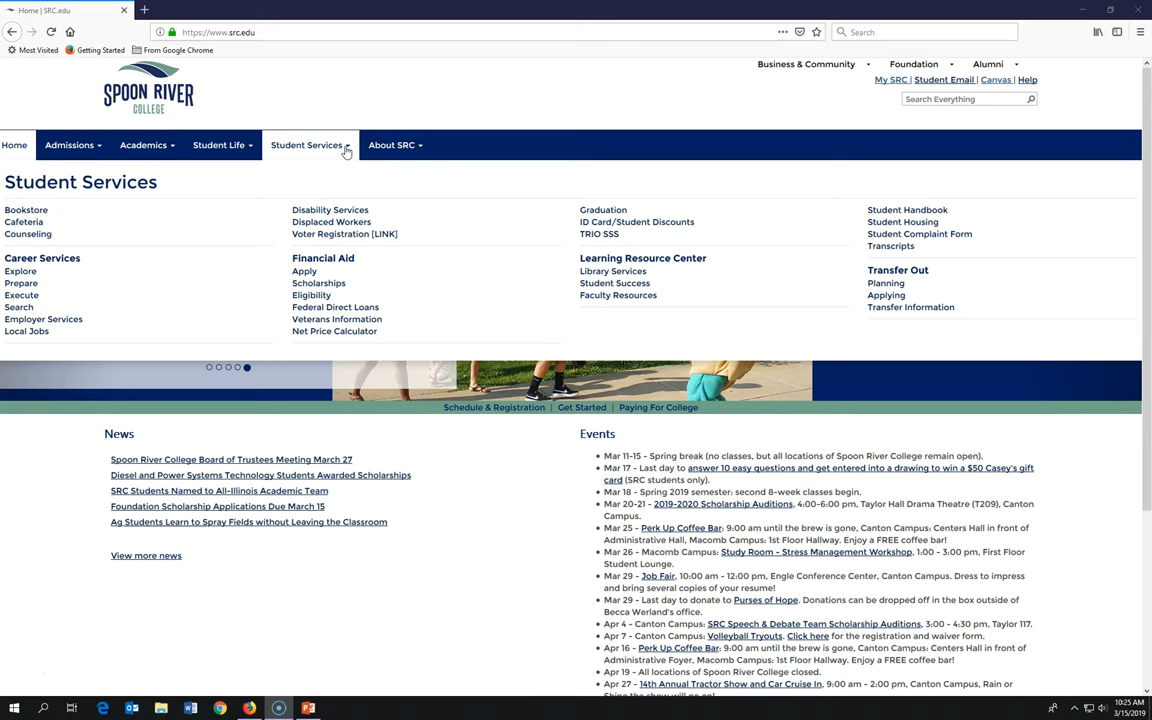 Home | SRC.edu
https://www.src.edu
Search
Most Visited
Getting Started
From Google Chrome
Business & Community
Foundation
Alumni
My SRC | Student Email | Canvas | Help
SPOON RIVER
COLLEGE
Search Everything
Home
Admissions
Academics
Student Life
Student Services
About SRC
Student Services
Bookstore
Cafeteria
Counseling
Career Services
Explore
Prepare
Execute
Search
Employer Services
Local Jobs
Disability Services
Displaced Workers
Voter Registration [LINK]
Financial Aid
Apply
Scholarships
Eligibility
Federal Direct Loans
Veterans Information
Net Price Calculator
Graduation
ID Card/Student Discounts
TRIO SSS
Learning Resource Center
Library Services
Student Success
Faculty Resources
Student Handbook
Student Housing
Student Complaint Form
Transcripts
Transfer Out
Planning
Applying
Transfer Information
Schedule & Registration | Get Started | Paying For College
News
Spoon River College Board of Trustees Meeting March 27
Diesel and Power Systems Technology Students Awarded Scholarships
SRC Students Named to All-Illinois Academic Team
Foundation Scholarship Applications Due March 15
Ag Students Learn to Spray Fields without Leaving the Classroom
View more news
Events
Mar 11-15 - Spring break (no classes, but all locations of Spoon River College remain open).
Mar 17 - Last day to answer 10 easy questions and get entered into a drawing to win a $50 Casey's gift
card (SRC students only).
Mar 18 - Spring 2019 semester: second 8-week classes begin.
Mar 20-21 - 2019-2020 Scholarship Auditions, 4:00-6:00 pm, Taylor Hall Drama Theatre (T209), Canton
Campus.
Mar 25 - Perk Up Coffee Bar: 9:00 am until the brew is gone, Canton Campus: Centers Hall in front of
Administrative Hall, Macomb Campus: 1st Floor Hallway. Enjoy a FREE coffee bar!
Mar 26 - Macomb Campus: Study Room - Stress Management Workshop, 1:00 - 3:00 pm, First Floor
Student Lounge.
Mar 29 - Job Fair, 10:00 am - 12:00 pm, Engle Conference Center, Canton Campus. Dress to impress
and bring several copies of your resume!
Mar 29 - Last day to donate to Purses of Hope. Donations can be dropped off in the box outside of
Becca Werland's office.
Apr 4 - Canton Campus: SRC Speech & Debate Team Scholarship Auditions, 3:00 - 4:30 pm, Taylor 117.
Apr 7 - Canton Campus: Volleyball Tryouts. Click here for the registration and waiver form.
Apr 16 - Perk Up Coffee Bar: 9:00 am until the brew is gone, Canton Campus: Centers Hall in front of
Administrative Foyer, Macomb Campus: 1st Floor Hallway. Enjoy a FREE coffee bar!
Apr 19 - All locations of Spoon River College closed.
Apr 27 - 14th Annual Tractor Show and Car Cruise In, 9:00 am - 2:00 pm, Canton Campus, Rain or
Shine the show will go on!
10:25 AM
3/15/2019